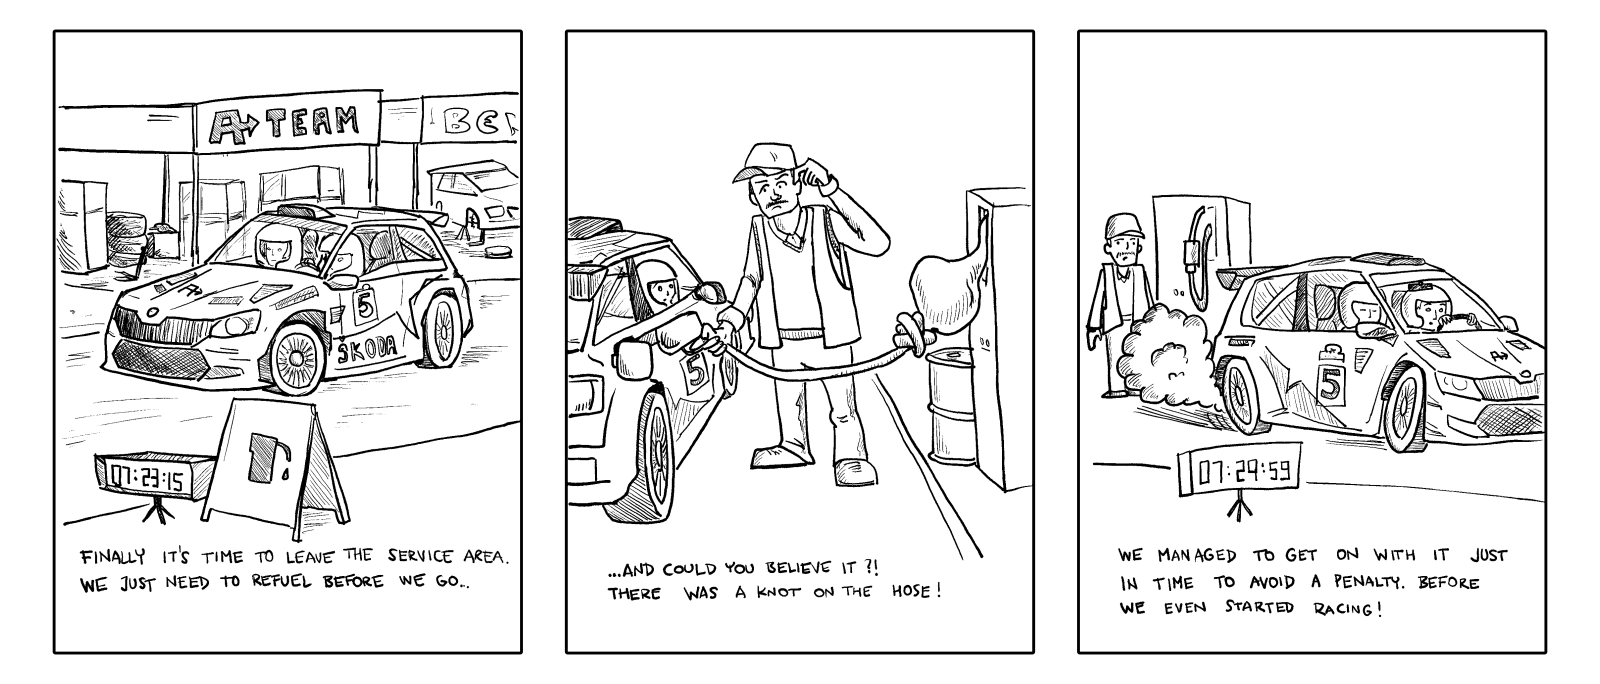 A TEAM
BE
5
ŠKODA
07:23:15
FINALLY IT'S TIME TO LEAVE THE SERVICE AREA.
WE JUST NEED TO REFUEL BEFORE WE GO..
5
...AND COULD YOU BELIEVE IT ?!
THERE WAS A KNOT ON THE HOSE!
5
A
07:29:59
WE MANAGED TO GET ON WITH IT JUST
IN TIME TO AVOID A PENALTY. BEFORE
WE EVEN STARTED RACING!